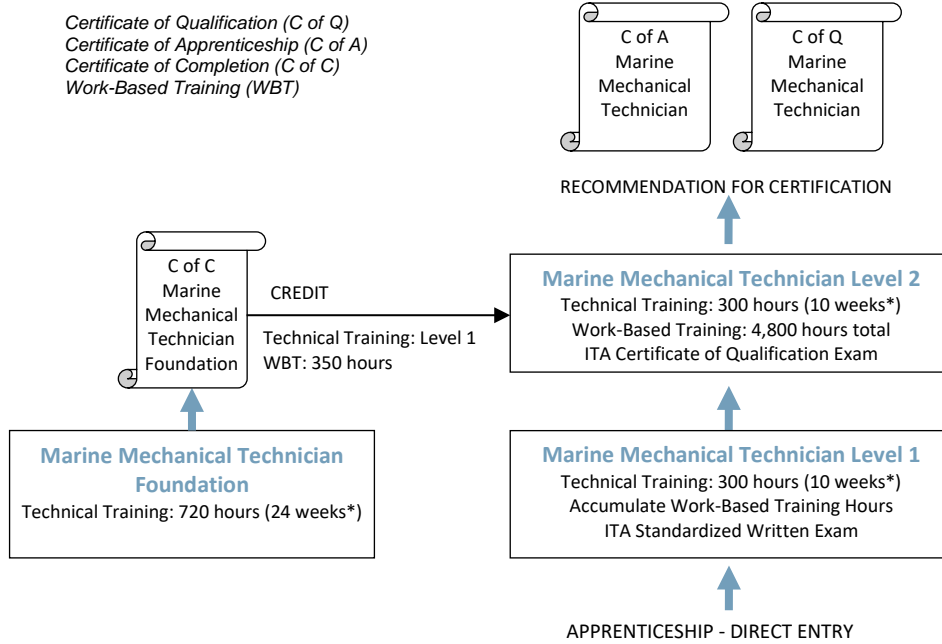 Certificate of Qualification (C of Q)
Certificate of Apprenticeship (C of A)
Certificate of Completion (C of C)
Work-Based Training (WBT)
C of A
Marine
Mechanical
Technician
C of Q
Marine
Mechanical
Technician
RECOMMENDATION FOR CERTIFICATION
C of C
Marine
Mechanical
Technician
Foundation
CREDIT
Technical Training: Level 1
WBT: 350 hours
Marine Mechanical Technician Level 2
Technical Training: 300 hours (10 weeks*)
Work-Based Training: 4,800 hours total
ITA Certificate of Qualification Exam
Marine Mechanical Technician
Foundation
Technical Training: 720 hours (24 weeks*)
Marine Mechanical Technician Level 1
Technical Training: 300 hours (10 weeks*)
Accumulate Work-Based Training Hours
ITA Standardized Written Exam
APPRENTICESHIP - DIRECT ENTRY